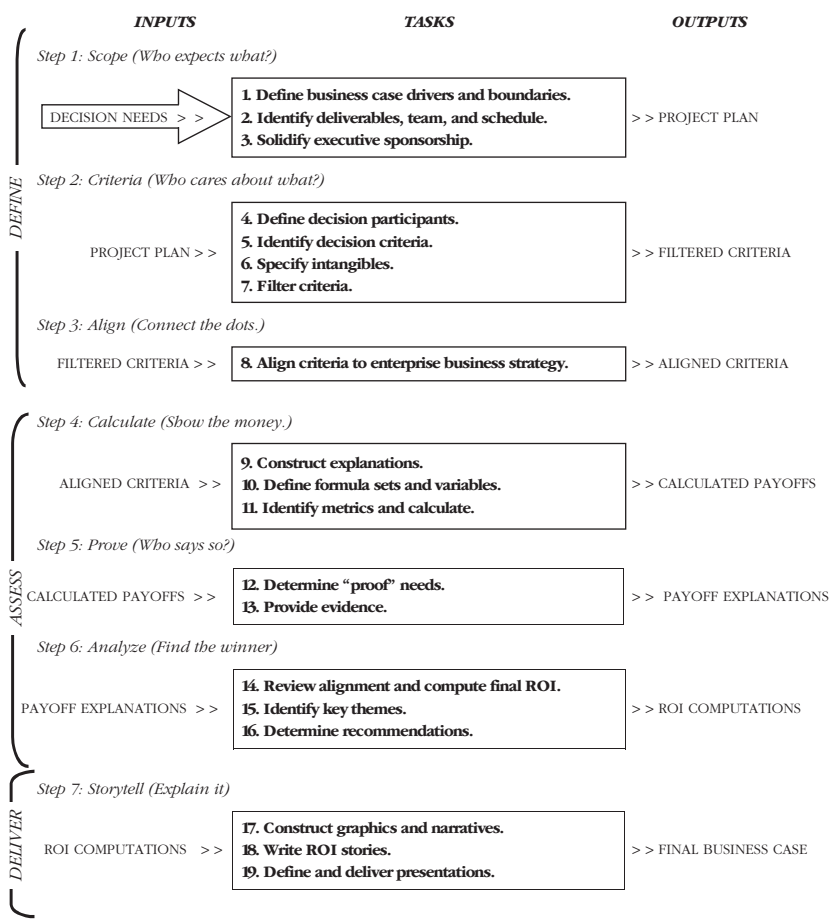 INPUTS TASKS OUTPUTS
DEFINE
Step 1: Scope (Who expects what?)
DECISION NEEDS > >
1. Define business case drivers and boundaries.
2. Identify deliverables, team, and schedule.
3. Solidify executive sponsorship.
> > PROJECT PLAN
Step 2: Criteria (Who cares about what?)
PROJECT PLAN > >
4. Define decision participants.
5. Identify decision criteria.
6. Specify intangibles.
7. Filter criteria.
> > FILTERED CRITERIA
Step 3: Align (Connect the dots.)
FILTERED CRITERIA > >
8. Align criteria to enterprise business strategy.
> > ALIGNED CRITERIA
ASSESS
Step 4: Calculate (Show the money.)
ALIGNED CRITERIA > >
9. Construct explanations.
10. Define formula sets and variables.
11. Identify metrics and calculate.
> > CALCULATED PAYOFFS
Step 5: Prove (Who says so?)
CALCULATED PAYOFFS > >
12. Determine “proof” needs.
13. Provide evidence.
> > PAYOFF EXPLANATIONS
Step 6: Analyze (Find the winner)
PAYOFF EXPLANATIONS > >
14. Review alignment and compute final ROI.
15. Identify key themes.
16. Determine recommendations.
> > ROI COMPUTATIONS
DELIVER
Step 7: Storytell (Explain it)
ROI COMPUTATIONS > >
17. Construct graphics and narratives.
18. Write ROI stories.
19. Define and deliver presentations.
> > FINAL BUSINESS CASE